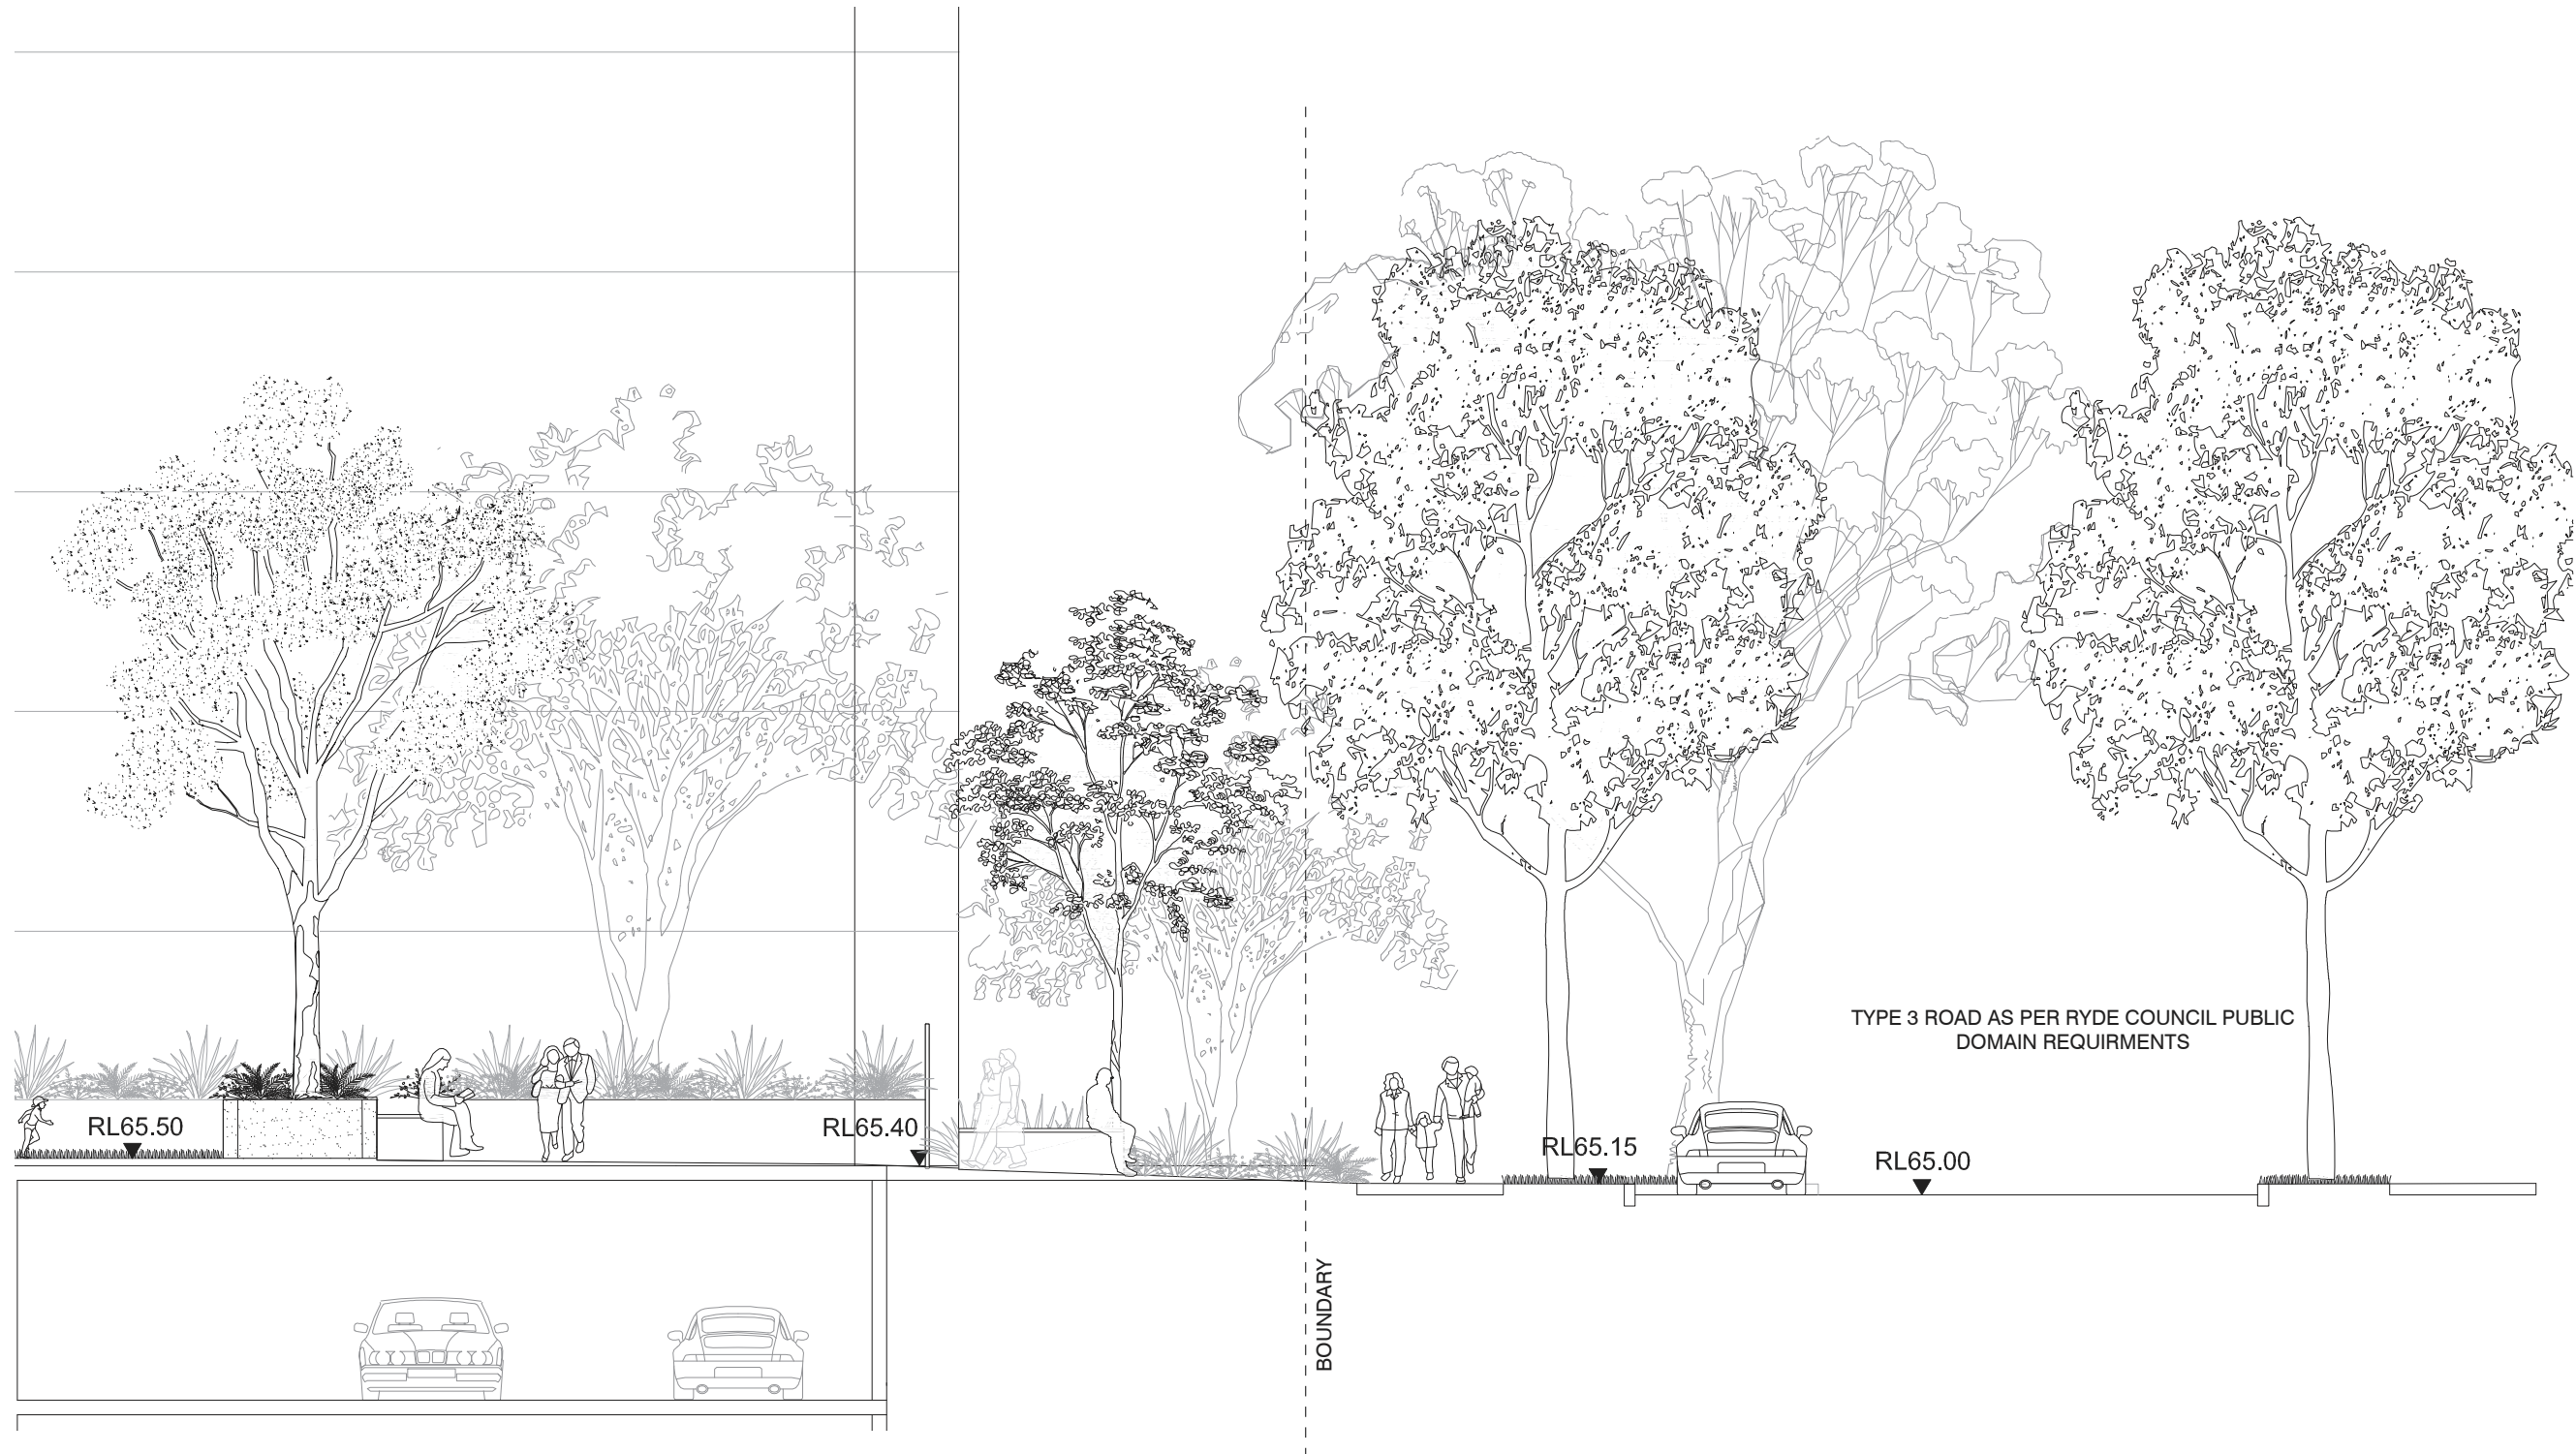 TYPE 3 ROAD AS PER RYDE COUNCIL PUBLIC
DOMAIN REQUIRMENTS
RL65.50
RL65.40
RL65.15
RL65.00
BOUNDARY